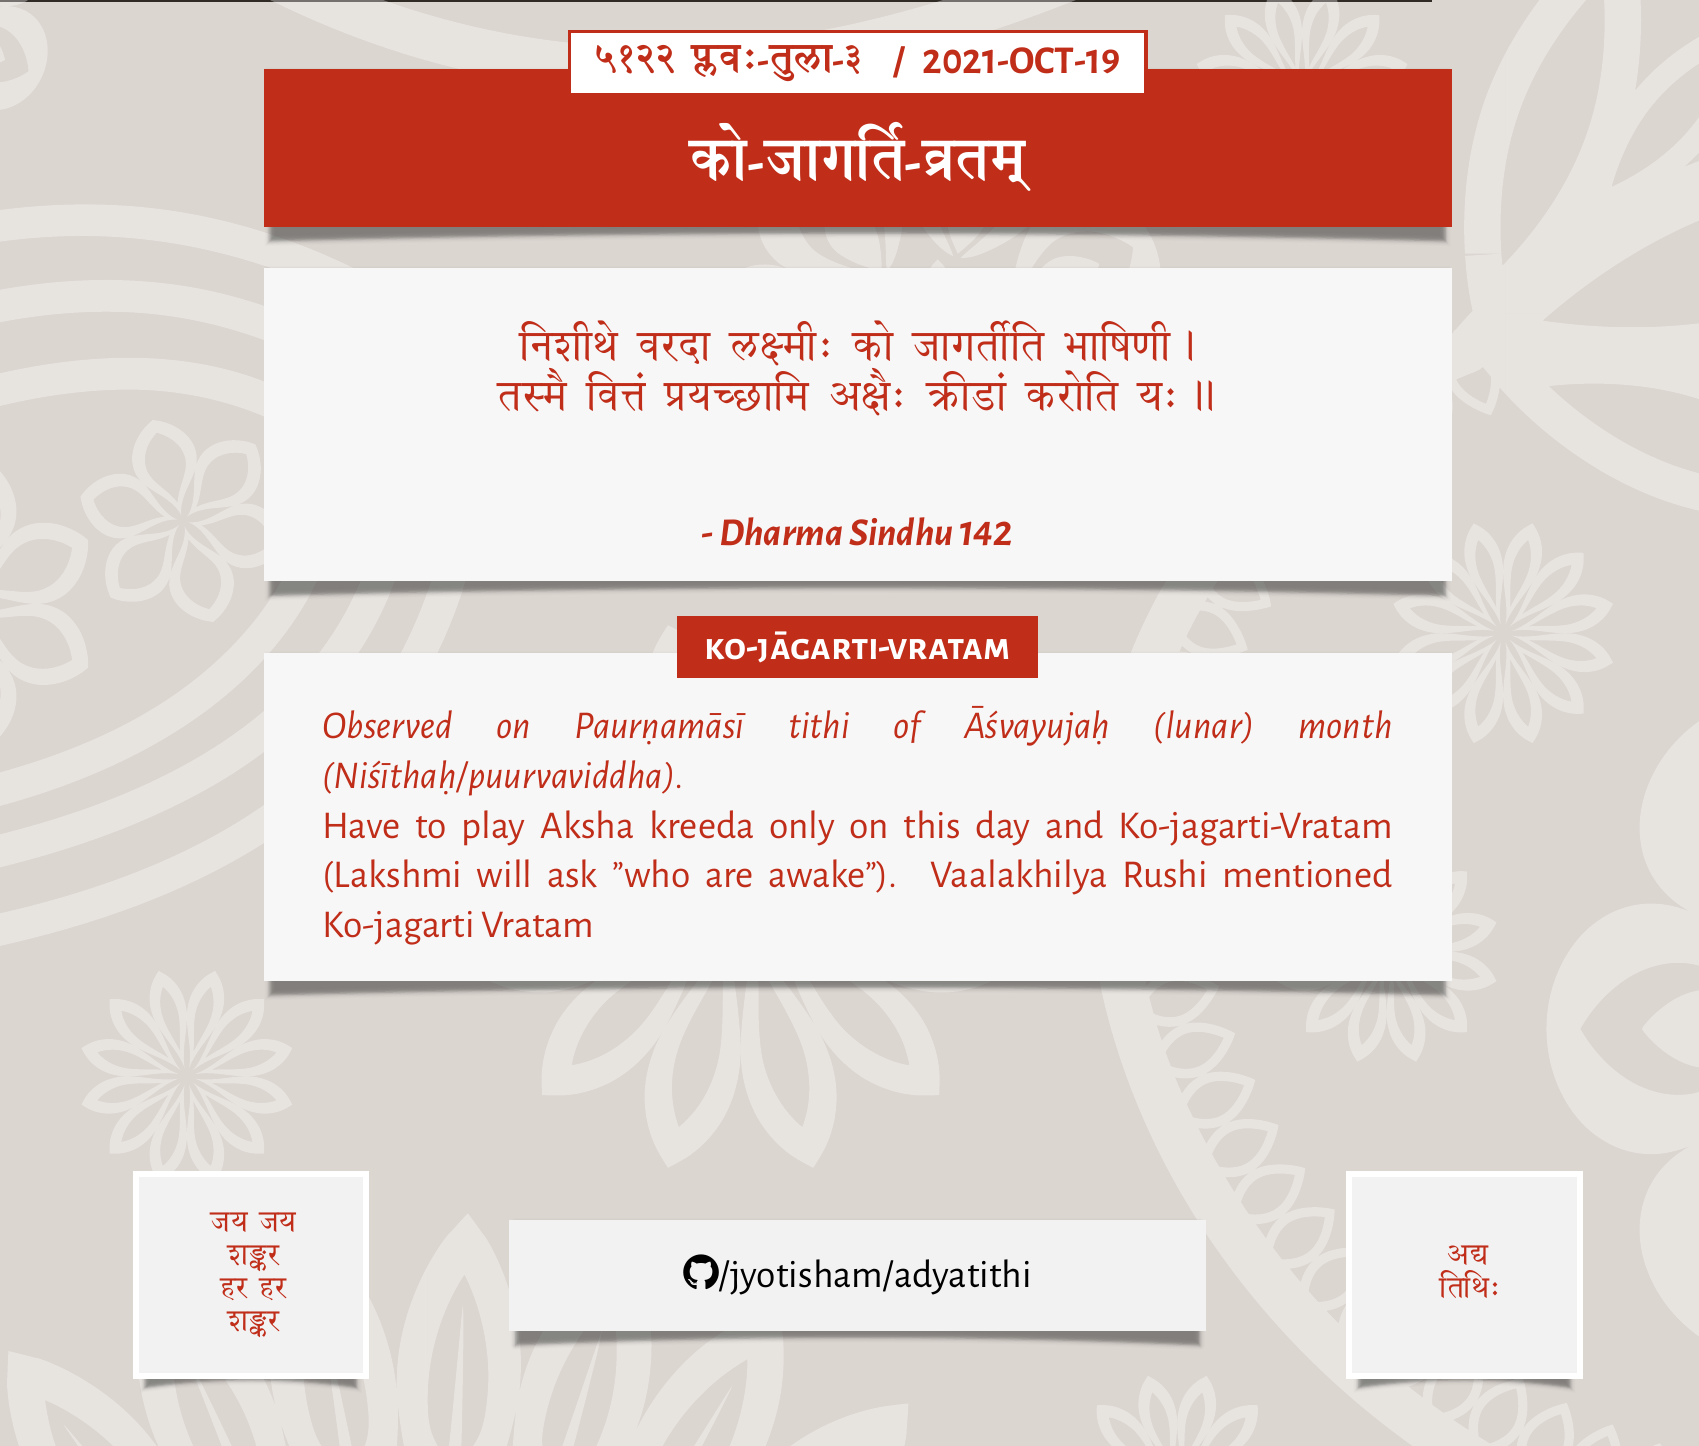 ५१२२ प्लवः-तुला-३ / 2021-OCT-19
को-जागर्ति-व्रतम्
निशीथे वरदा लक्ष्मीः को जागर्तीति भाषिणी ।
तस्मै वित्तं प्रयच्छामि अक्षैः क्रीडां करोति यः ॥
- Dharma Sindhu 142
KO-JĀGARTI-VRATAM
Observed on Paurṇamāsī tithi of Āśvayujaḥ (lunar) month
(Niśīthaḥ/puurvaviddha).
Have to play Aksha kreeda only on this day and Ko-jagarti-Vratam
(Lakshmi will ask ”who are awake”). Vaalakhilya Rushi mentioned
Ko-jagarti Vratam
जय जय
शङ्कर
हर हर
शङ्कर
/jyotisham/adyatithi
अद्य
तिथिः